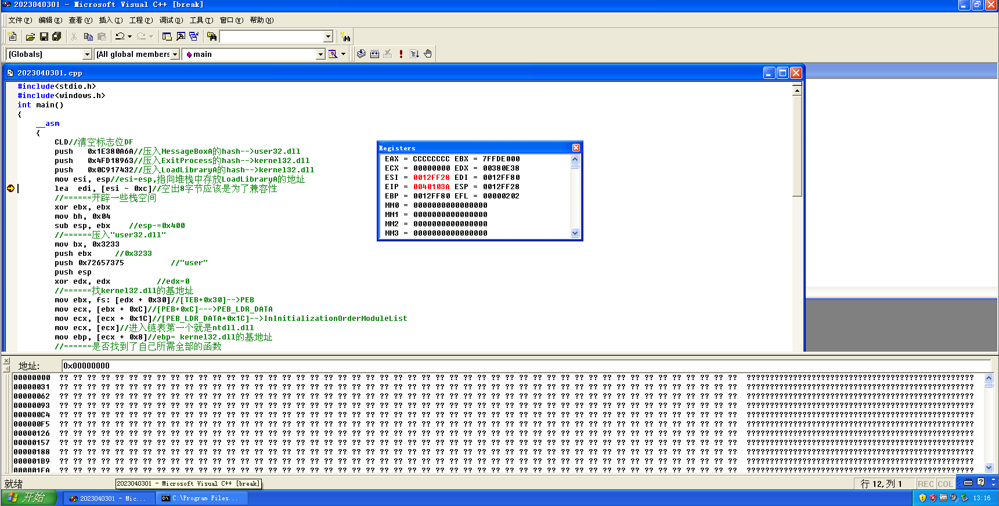 2023040301 - Microsoft Visual C++ [break]
文件(F) 编辑(E) 查看(V) 插入(I) 工程(P) 调试(D) 工具(T) 窗口(W) 帮助(H)
(Globals) (All global members main
2023040301.cpp
#include<stdio.h>
#include<windows.h>
int main()
{
__asm
{
CLD//清空标志位DF
push 0x1E380A6A//压入MessageBoxA的hash-->user32.dll
push 0x4FD18963//压入ExitProcess的hash-->kernel32.dll
push 0x0C917432//压入LoadLibraryA的hash-->kernel32.dll
mov esi, esp//esi=esp,指向堆栈中存放LoadLibraryA的地址
lea edi, [esi - 0xc]//空出8字节应该是为了兼容性
//======开辟一些栈空间
xor ebx, ebx
mov bh, 0x04
sub esp, ebx //esp-=0x400
//======压入"user32.dll"
mov bx, 0x3233
push ebx //0x3233
push 0x72657375 //"user"
push esp
xor edx, edx //edx=0
//======找kernel32.dll的基地址
mov ebx, fs: [edx + 0x30]//[TEB+0x30]-->PEB
mov ecx, [ebx + 0xC]//[PEB+0xC]--->PEB_LDR_DATA
mov ecx, [ecx + 0x1C]//[PEB_LDR_DATA+0x1C]-->InInitializationOrderModuleList
mov ecx, [ecx]//进入链表第一个就是ntdll.dll
mov ebp, [ecx + 0x8]//ebp= kernel32.dll的基地址
//======是否找到了自己所需全部的函数
Registers
EAX = CCCCCCCC EBX = 7FFDE000
ECX = 00000000 EDX = 00380E38
ESI = 0012FF28 EDI = 0012FF80
EIP = 0040103A ESP = 0012FF28
EBP = 0012FF80 EFL = 00000202
MM0 = 0000000000000000
MM1 = 0000000000000000
MM2 = 0000000000000000
MM3 = 0000000000000000
地址: 0x00000000
00000000 ?? ?? ?? ?? ?? ?? ?? ?? ?? ?? ?? ?? ?? ?? ?? ?? ?? ?? ?? ?? ?? ?? ?? ?? ?? ?? ?? ?? ?? ?? ?? ?? ?? ?? ?? ?? ?? ?? ?? ?? ?? ?? ?? ?? ?? ?? ?? ?? ?? ?????????????????????????????????????????????????
00000031 ?? ?? ?? ?? ?? ?? ?? ?? ?? ?? ?? ?? ?? ?? ?? ?? ?? ?? ?? ?? ?? ?? ?? ?? ?? ?? ?? ?? ?? ?? ?? ?? ?? ?? ?? ?? ?? ?? ?? ?? ?? ?? ?? ?? ?? ?? ?? ?? ?? ?????????????????????????????????????????????????
00000062 ?? ?? ?? ?? ?? ?? ?? ?? ?? ?? ?? ?? ?? ?? ?? ?? ?? ?? ?? ?? ?? ?? ?? ?? ?? ?? ?? ?? ?? ?? ?? ?? ?? ?? ?? ?? ?? ?? ?? ?? ?? ?? ?? ?? ?? ?? ?? ?? ?? ?????????????????????????????????????????????????
00000093 ?? ?? ?? ?? ?? ?? ?? ?? ?? ?? ?? ?? ?? ?? ?? ?? ?? ?? ?? ?? ?? ?? ?? ?? ?? ?? ?? ?? ?? ?? ?? ?? ?? ?? ?? ?? ?? ?? ?? ?? ?? ?? ?? ?? ?? ?? ?? ?? ?? ?????????????????????????????????????????????????
000000C4 ?? ?? ?? ?? ?? ?? ?? ?? ?? ?? ?? ?? ?? ?? ?? ?? ?? ?? ?? ?? ?? ?? ?? ?? ?? ?? ?? ?? ?? ?? ?? ?? ?? ?? ?? ?? ?? ?? ?? ?? ?? ?? ?? ?? ?? ?? ?? ?? ?? ?????????????????????????????????????????????????
000000F5 ?? ?? ?? ?? ?? ?? ?? ?? ?? ?? ?? ?? ?? ?? ?? ?? ?? ?? ?? ?? ?? ?? ?? ?? ?? ?? ?? ?? ?? ?? ?? ?? ?? ?? ?? ?? ?? ?? ?? ?? ?? ?? ?? ?? ?? ?? ?? ?? ?? ?????????????????????????????????????????????????
00000126 ?? ?? ?? ?? ?? ?? ?? ?? ?? ?? ?? ?? ?? ?? ?? ?? ?? ?? ?? ?? ?? ?? ?? ?? ?? ?? ?? ?? ?? ?? ?? ?? ?? ?? ?? ?? ?? ?? ?? ?? ?? ?? ?? ?? ?? ?? ?? ?? ?? ?????????????????????????????????????????????????
00000157 ?? ?? ?? ?? ?? ?? ?? ?? ?? ?? ?? ?? ?? ?? ?? ?? ?? ?? ?? ?? ?? ?? ?? ?? ?? ?? ?? ?? ?? ?? ?? ?? ?? ?? ?? ?? ?? ?? ?? ?? ?? ?? ?? ?? ?? ?? ?? ?? ?? ?????????????????????????????????????????????????
00000188 ?? ?? ?? ?? ?? ?? ?? ?? ?? ?? ?? ?? ?? ?? ?? ?? ?? ?? ?? ?? ?? ?? ?? ?? ?? ?? ?? ?? ?? ?? ?? ?? ?? ?? ?? ?? ?? ?? ?? ?? ?? ?? ?? ?? ?? ?? ?? ?? ?? ?????????????????????????????????????????????????
000001B9 ?? ?? ?? ?? ?? ?? ?? ?? ?? ?? ?? ?? ?? ?? ?? ?? ?? ?? ?? ?? ?? ?? ?? ?? ?? ?? ?? ?? ?? ?? ?? ?? ?? ?? ?? ?? ?? ?? ?? ?? ?? ?? ?? ?? ?? ?? ?? ?? ?? ?????????????????????????????????????????????????
000001EA ?? ?? ?? ?? ?? ?? ?? ?? ?? ?? ?? ?? ?? ?? ?? ?? ?? ?? ?? ?? ?? ?? ?? ?? ?? ?? ?? ?? ?? ?? ?? ?? ?? ?? ?? ?? ?? ?? ?? ?? ?? ?? ?? ?? ?? ?? ?? ?? ?? ?????????????????????????????????????????????????
就绪 2023040301 - Microsoft Visual C++ [break] 行 12,列 1 REC COL
开始 2023040301 - Mic... C:\Program Files... 13:16